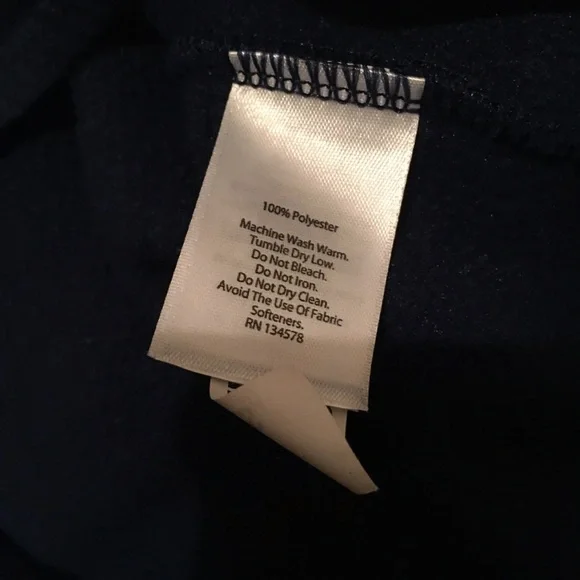 100% Polyester
Machine Wash Warm.
Tumble Dry Low.
Do Not Bleach.
Do Not Iron.
Do Not Dry Clean.
Avoid The Use Of Fabric
Softeners.
RN 134578